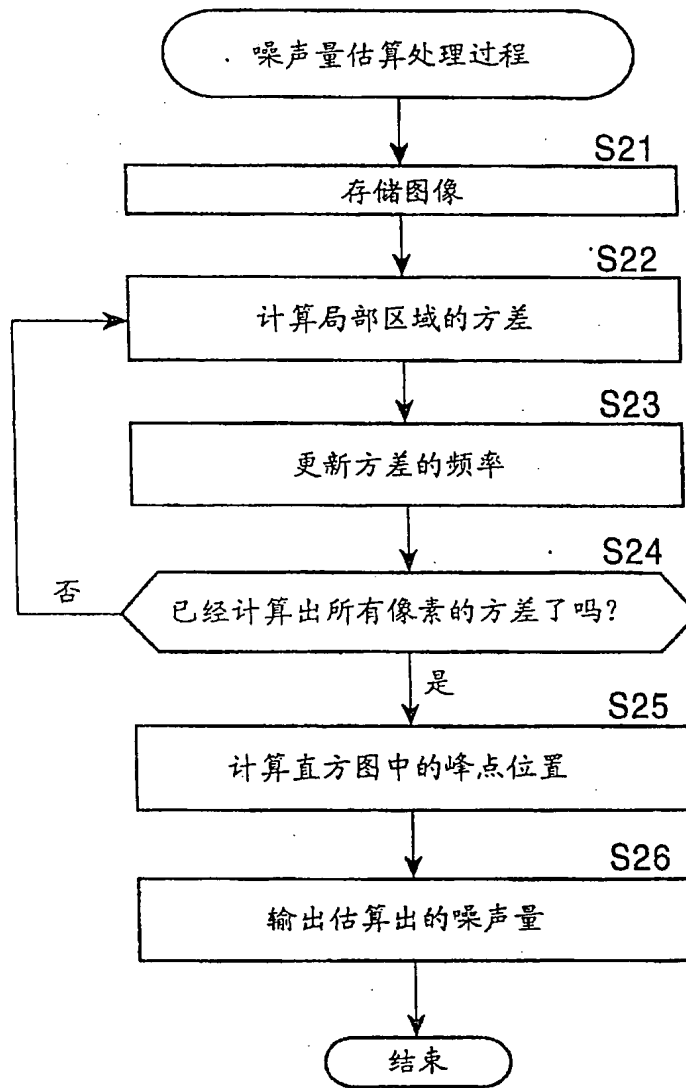 噪声量估算处理过程
S21
存储图像
S22
计算局部区域的方差
S23
更新方差的频率
S24
否
已经计算出所有像素的方差了吗?
是
S25
计算直方图中的峰点位置
S26
输出估算出的噪声量
结束